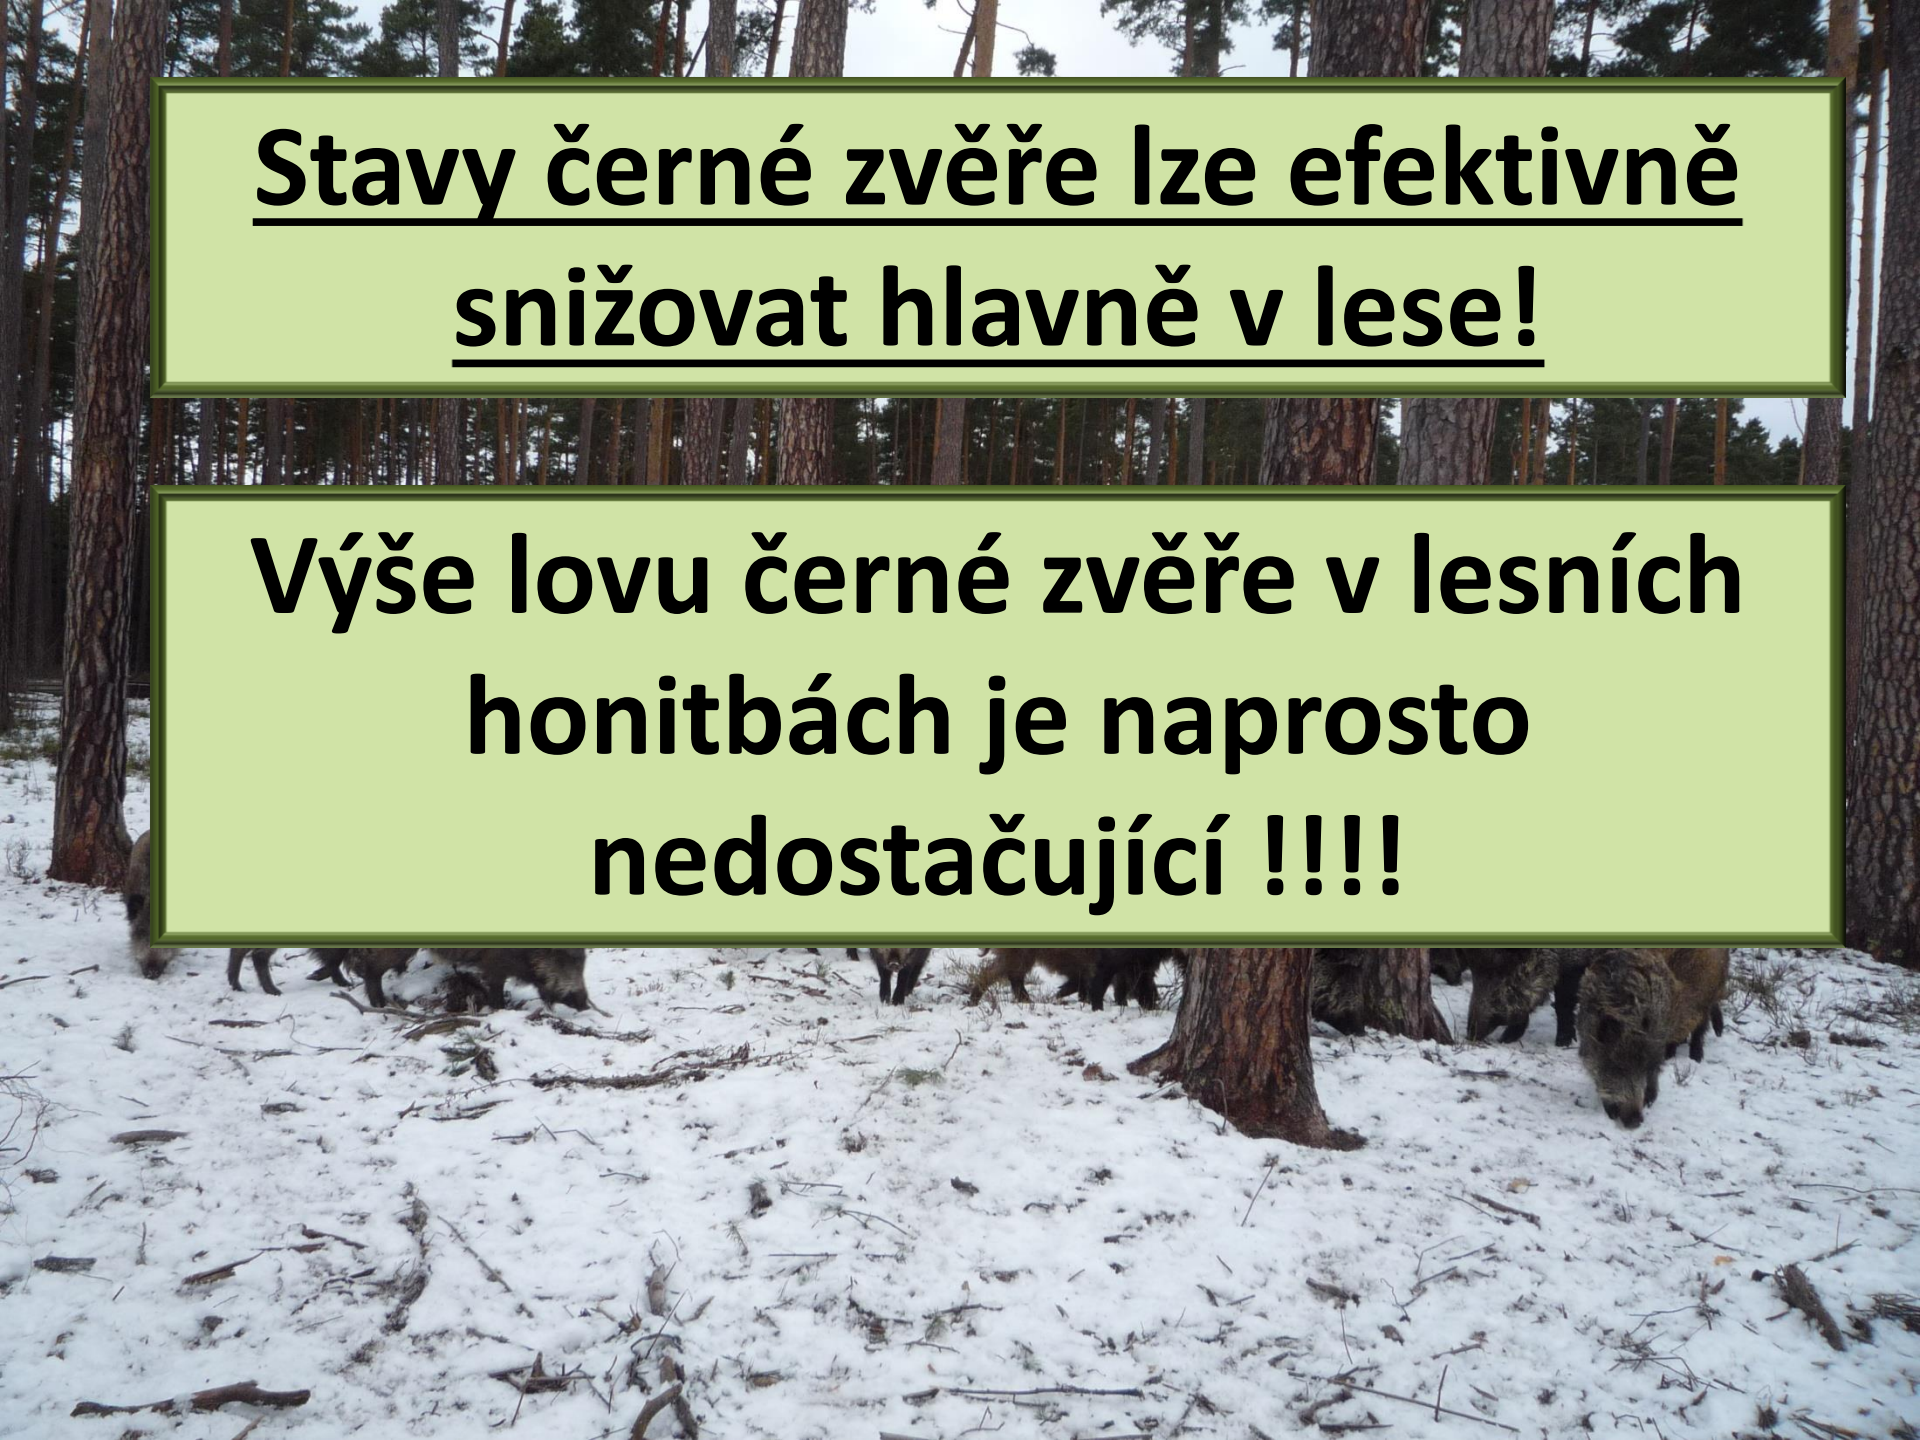 Stavy černé zvěře lze efektivně
snižovat hlavně v lese!
Výše lovu černé zvěře v lesních
honitbách je naprosto
nedostačující !!!!